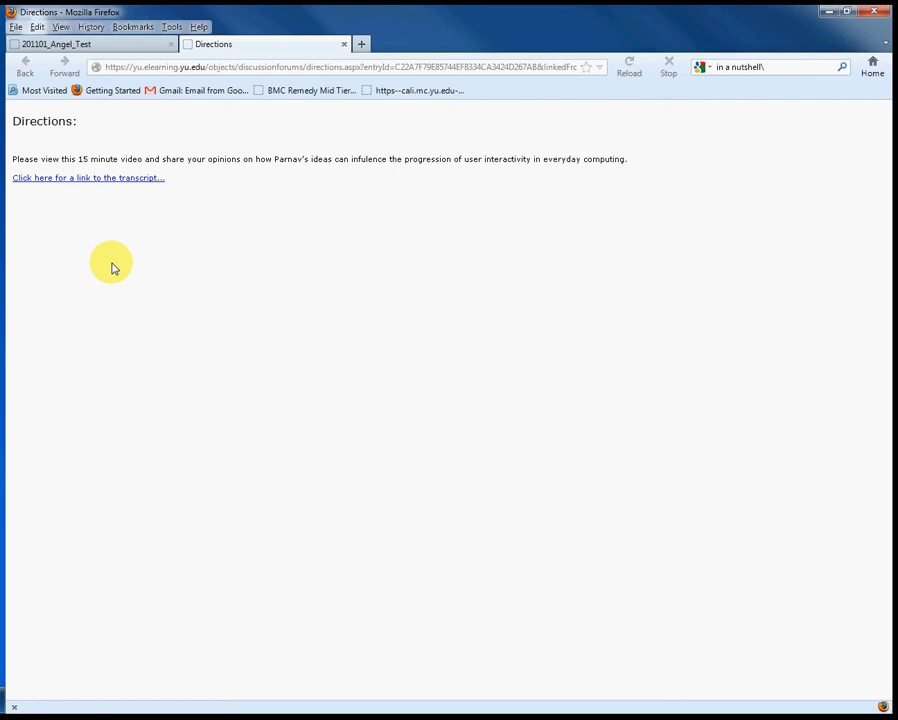 Directions - Mozilla Firefox
File Edit View History Bookmarks Tools Help
201101_Angel_Test Directions
https://yu.elearning.yu.edu/objects/discussionforums/directions.aspx?entryId=C22A7F79E85744EF8334CA3424D267AB&linkedFrc in a nutshell\
Back Forward Reload Stop Home
Most Visited Getting Started Gmail: Email from Goo... BMC Remedy Mid Tier... https--cali.mc.yu.edu-...
Directions:
Please view this 15 minute video and share your opinions on how Parnav's ideas can infulence the progression of user interactivity in everyday computing.
Click here for a link to the transcript...